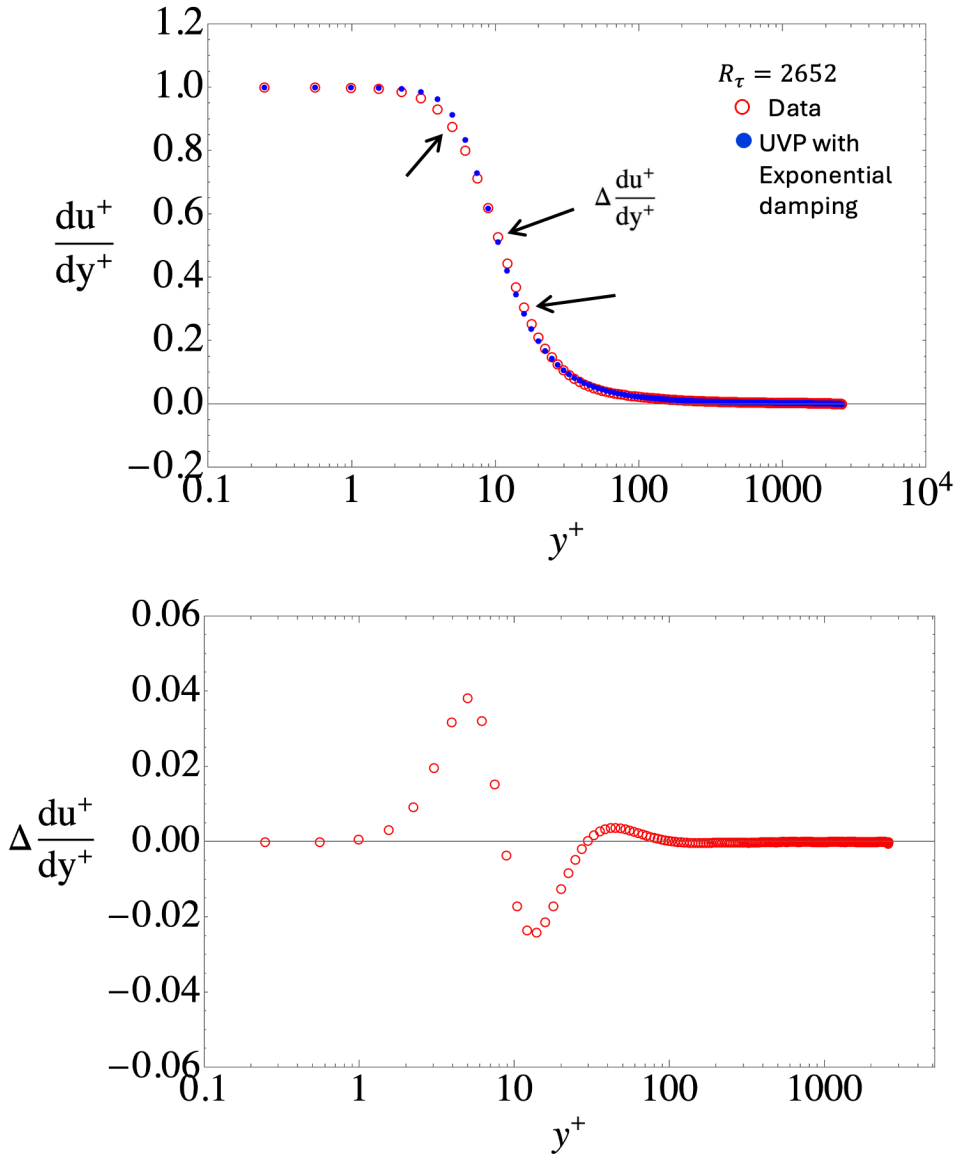 1.2
1.0
0.8
0.6
0.4
0.2
0.0
−0.2
du⁺
dy⁺
R_τ = 2652
Data
UVP with
Exponential
damping
Δ du⁺
dy⁺
0.1 1 10 100 1000 10⁴
y⁺
0.06
0.04
0.02
0.00
−0.02
−0.04
−0.06
Δ du⁺
dy⁺
0.1 1 10 100 1000
y⁺